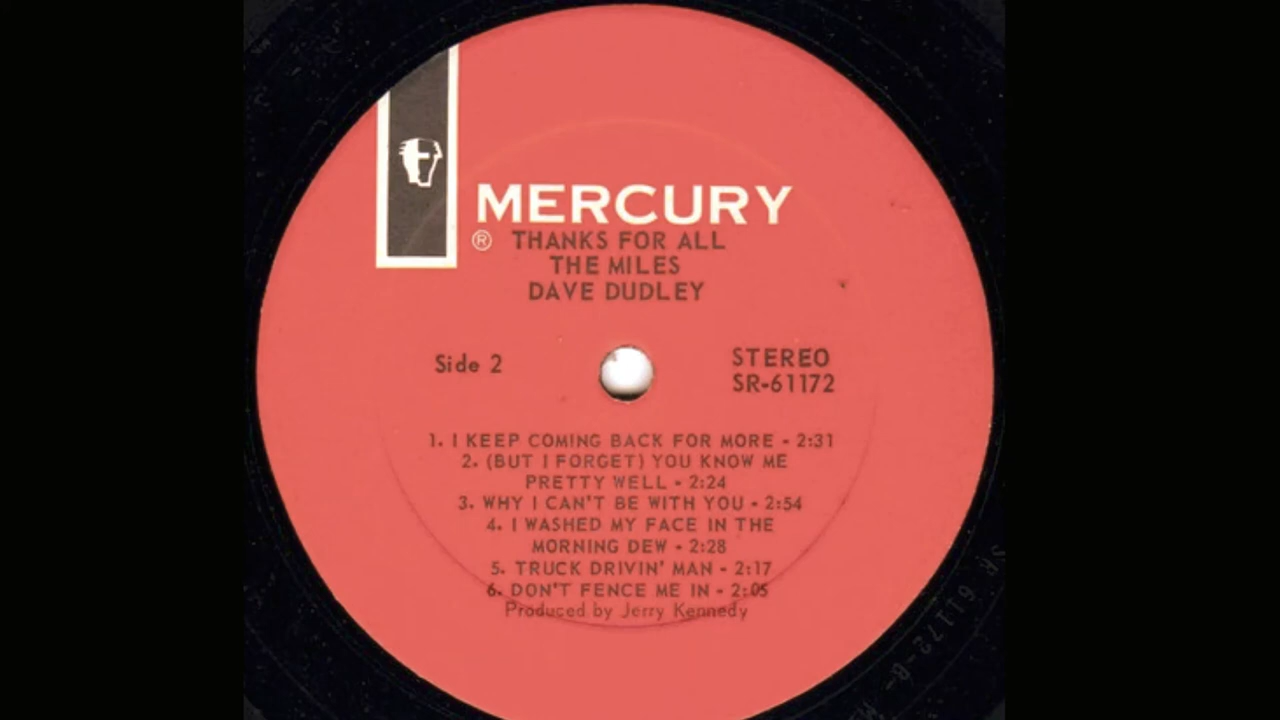 MERCURY
® THANKS FOR ALL
THE MILES
DAVE DUDLEY
Side 2
STEREO
SR-61172
1. I KEEP COMING BACK FOR MORE - 2:31
2. (BUT I FORGET) YOU KNOW ME
PRETTY WELL - 2:24
3. WHY I CAN'T BE WITH YOU - 2:54
4. I WASHED MY FACE IN THE
MORNING DEW - 2:28
5. TRUCK DRIVIN' MAN - 2:17
6. DON'T FENCE ME IN - 2:05
Produced by Jerry Kennedy
SR 61172-B-